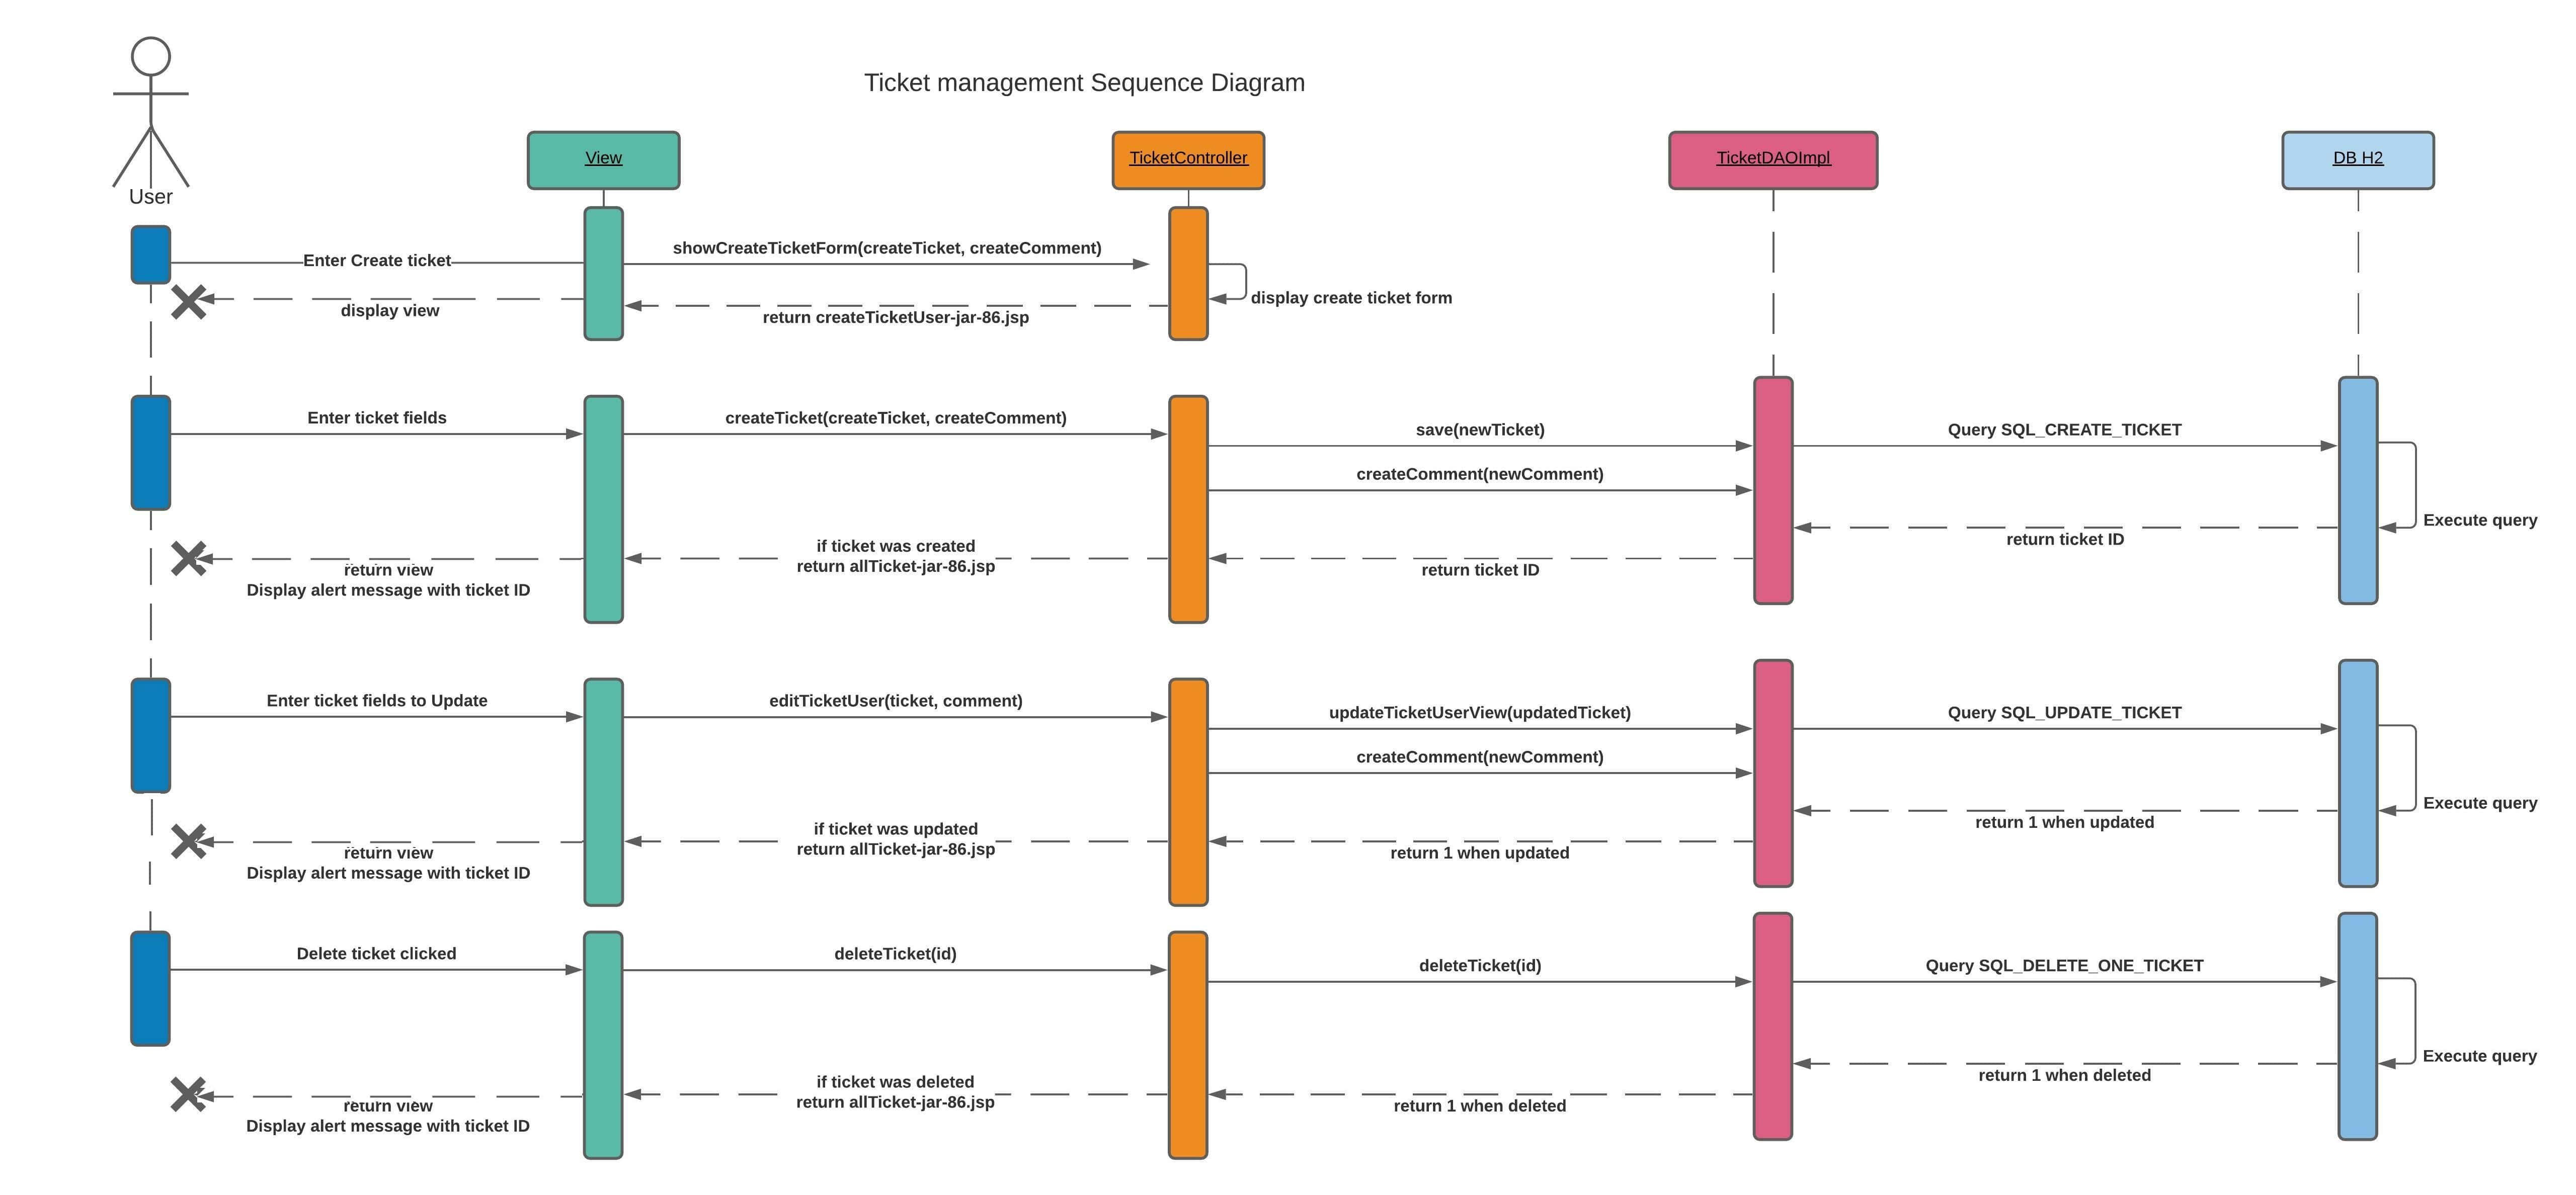 Ticket management Sequence Diagram
User
View
TicketController
TicketDAOImpl
DB H2
Enter Create ticket
showCreateTicketForm(createTicket, createComment)
display create ticket form
display view
return createTicketUser-jar-86.jsp
Enter ticket fields
createTicket(createTicket, createComment)
save(newTicket)
Query SQL_CREATE_TICKET
createComment(newComment)
Execute query
return ticket ID
return ticket ID
if ticket was created
return allTicket-jar-86.jsp
return view
Display alert message with ticket ID
Enter ticket fields to Update
editTicketUser(ticket, comment)
updateTicketUserView(updatedTicket)
Query SQL_UPDATE_TICKET
createComment(newComment)
Execute query
return 1 when updated
return 1 when updated
if ticket was updated
return allTicket-jar-86.jsp
return view
Display alert message with ticket ID
Delete ticket clicked
deleteTicket(id)
deleteTicket(id)
Query SQL_DELETE_ONE_TICKET
Execute query
return 1 when deleted
return 1 when deleted
if ticket was deleted
return allTicket-jar-86.jsp
return view
Display alert message with ticket ID